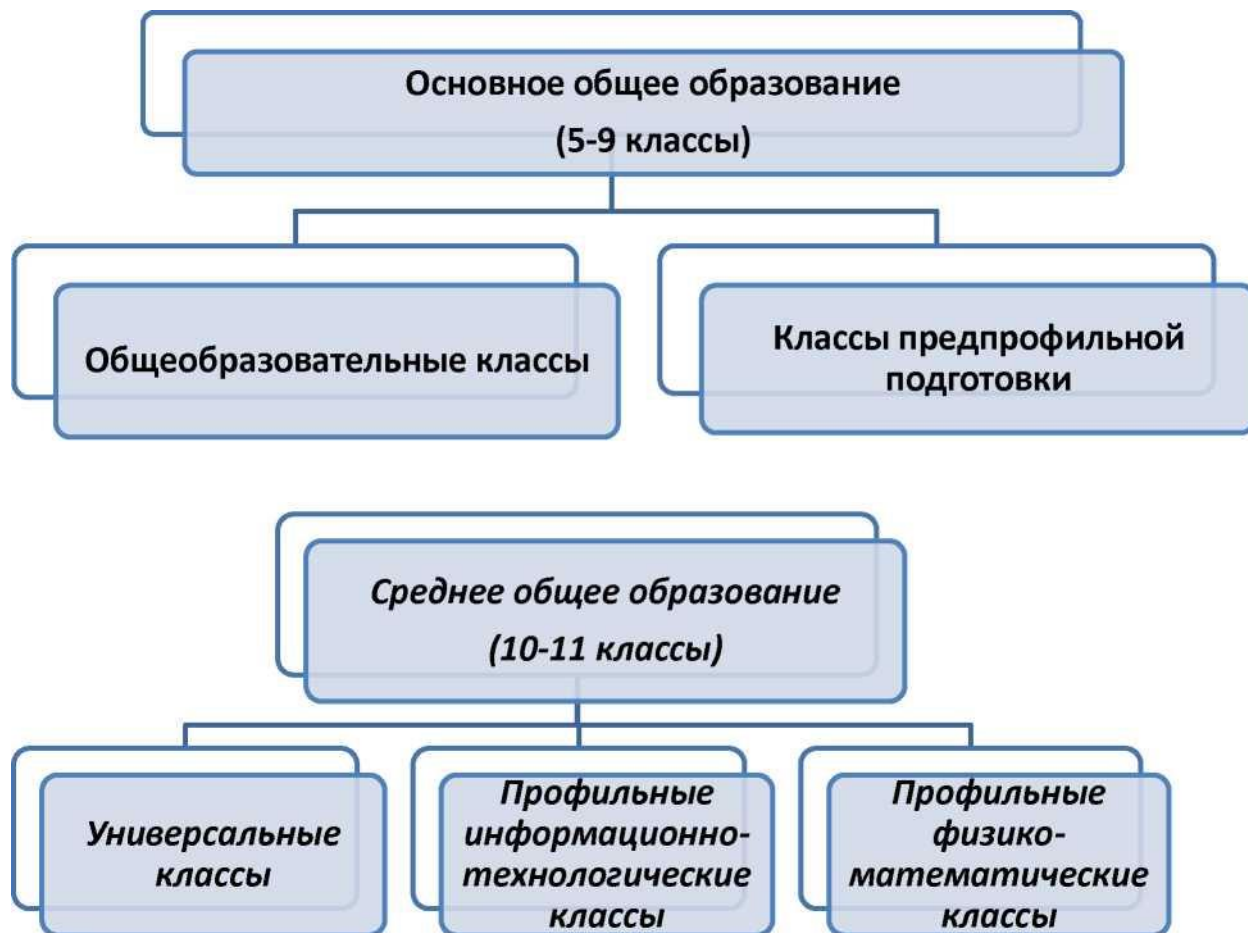 Основное общее образование
(5-9 классы)
Общеобразовательные классы
Классы предпрофильной
подготовки
Среднее общее образование
(10-11 классы)
Универсальные
классы
Профильные
информационно-
технологические
классы
Профильные
физико-
математические
классы